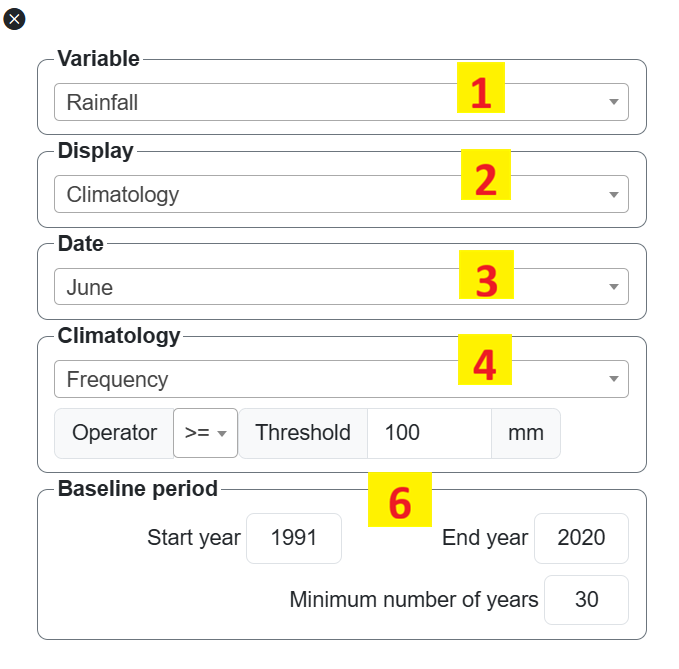 Variable
Rainfall 1
Display
Climatology 2
Date
June 3
Climatology
Frequency 4
Operator >= Threshold 100 mm
Baseline period 6
Start year 1991 End year 2020
Minimum number of years 30